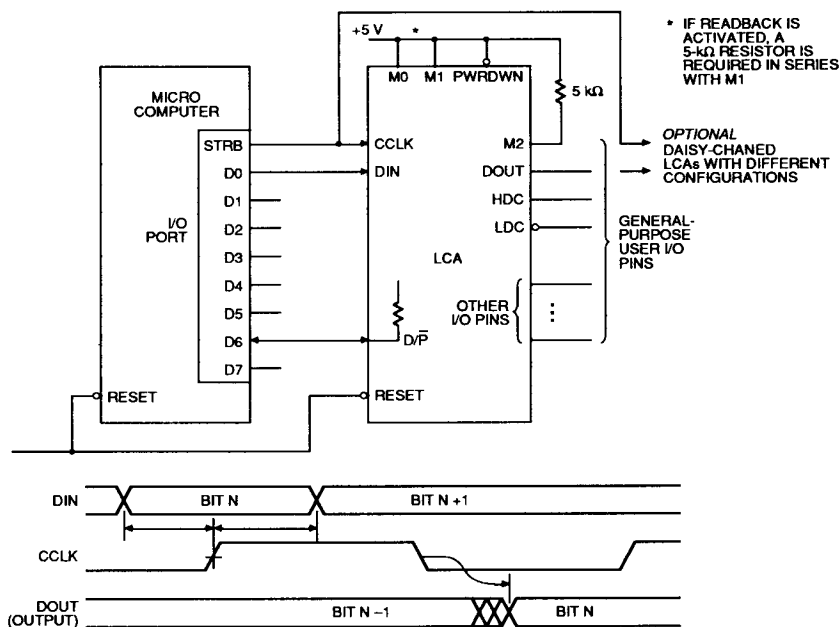 +5 V
*
* IF READBACK IS
ACTIVATED, A
5-kΩ RESISTOR IS
REQUIRED IN SERIES
WITH M1
M0
M1
PWRDWN
MICRO
COMPUTER
5 kΩ
STRB
CCLK
M2
OPTIONAL
DAISY-CHANED
LCAs WITH DIFFERENT
CONFIGURATIONS
D0
DIN
DOUT
D1
HDC
I/O
PORT
D2
LDC
GENERAL-
PURPOSE
USER I/O
PINS
D3
LCA
D4
D5
OTHER
I/O PINS
D6
D/P̅
D7
RESET
RESET
DIN
BIT N
BIT N +1
CCLK
DOUT
(OUTPUT)
BIT N –1
BIT N